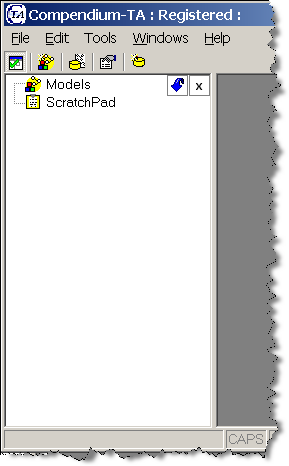 Compendium-TA : Registered :
File Edit Tools Windows Help
Models x
ScratchPad
CAPS